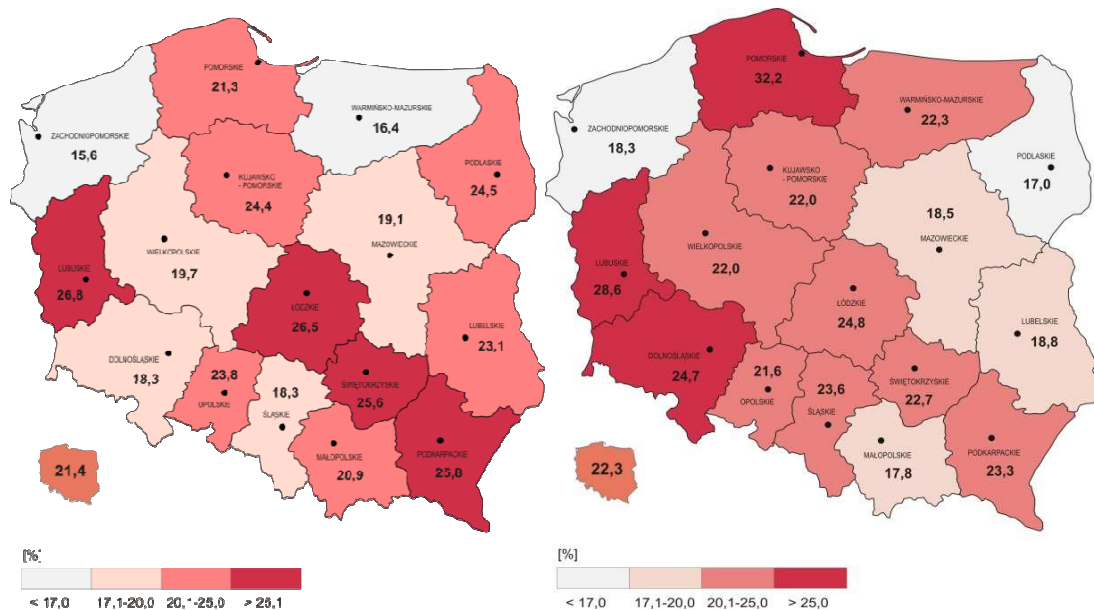 POMORSKIE
21,3
WARMIŃSKO-MAZURSKIE
16,4
ZACHODNIOPOMORSKIE
15,6
PODLASKIE
24,5
KUJAWSKO
- POMORSKIE
24,4
19,1
MAZOWIECKIE
WIELKOPOLSKIE
19,7
LUBUSKIE
26,8
ŁÓDZKIE
26,5
LUBELSKIE
23,1
DOLNOŚLĄSKIE
18,3
23,8
OPOLSKIE
18,3
ŚLĄSKIE
ŚWIĘTOKRZYSKIE
25,6
MAŁOPOLSKIE
20,9
PODKARPACKIE
25,8
21,4
[%]
< 17,0
17,1-20,0
20,1-25,0
> 25,1
POMORSKIE
32,2
WARMIŃSKO-MAZURSKIE
22,3
ZACHODNIOPOMORSKIE
18,3
PODLASKIE
17,0
KUJAWSKO
- POMORSKIE
22,0
18,5
MAZOWIECKIE
WIELKOPOLSKIE
22,0
LUBUSKIE
28,6
ŁÓDZKIE
24,8
LUBELSKIE
18,8
DOLNOŚLĄSKIE
24,7
21,6
OPOLSKIE
23,6
ŚLĄSKIE
ŚWIĘTOKRZYSKIE
22,7
MAŁOPOLSKIE
17,8
PODKARPACKIE
23,3
22,3
[%]
< 17,0
17,1-20,0
20,1-25,0
> 25,0